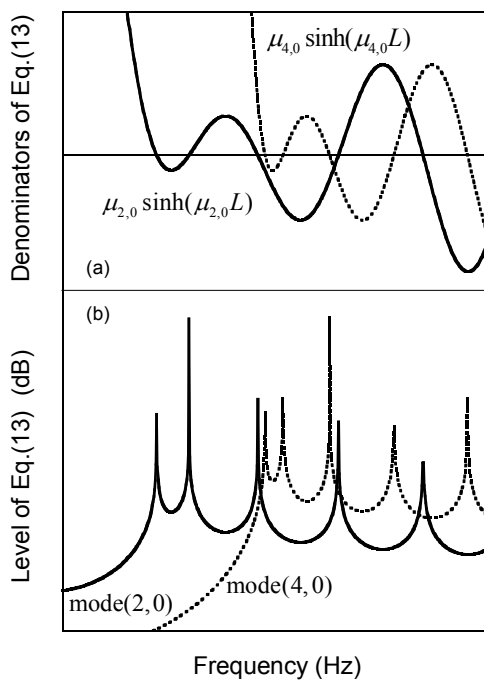 Denominators of Eq.(13)
μ4,0 sinh(μ4,0L)
μ2,0 sinh(μ2,0L)
(a)
Level of Eq.(13) (dB)
(b)
mode(2,0)
mode(4,0)
Frequency (Hz)